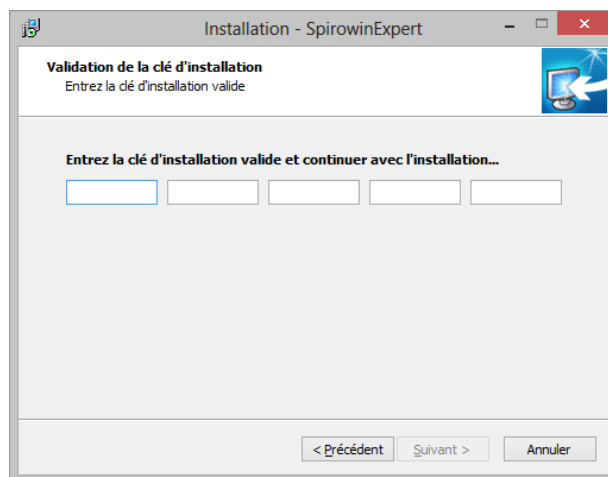 Installation - SpirowinExpert
Validation de la clé d'installation
Entrez la clé d'installation valide
Entrez la clé d'installation valide et continuer avec l'installation...
< Précédent
Suivant >
Annuler